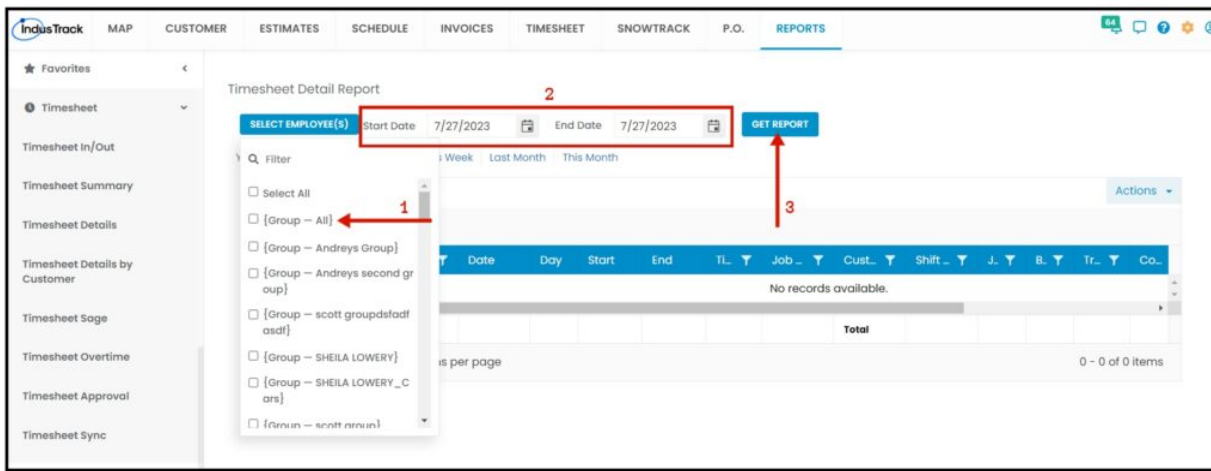 IndusTrack MAP CUSTOMER ESTIMATES SCHEDULE INVOICES TIMESHEET SNOWTRACK P.O. REPORTS 64
Favorites
Timesheet
Timesheet In/Out
Timesheet Summary
Timesheet Details
Timesheet Details by
Customer
Timesheet Sage
Timesheet Overtime
Timesheet Approval
Timesheet Sync
Timesheet Detail Report
2
SELECT EMPLOYEE(S) Start Date 7/27/2023 End Date 7/27/2023 GET REPORT
Week Last Month This Month
Filter
Select All
{Group — All}
{Group — Andreys Group}
{Group — Andreys second gr
oup}
{Group — scott groupdsfadf
asdf}
{Group — SHEILA LOWERY}
{Group — SHEILA LOWERY_C
ars}
{Group — scott group}
1
3
Actions
Date Day Start End Ti... Job ... Cust... Shift ... J... B... Tr... Co...
No records available.
Total
per page 0 - 0 of 0 items